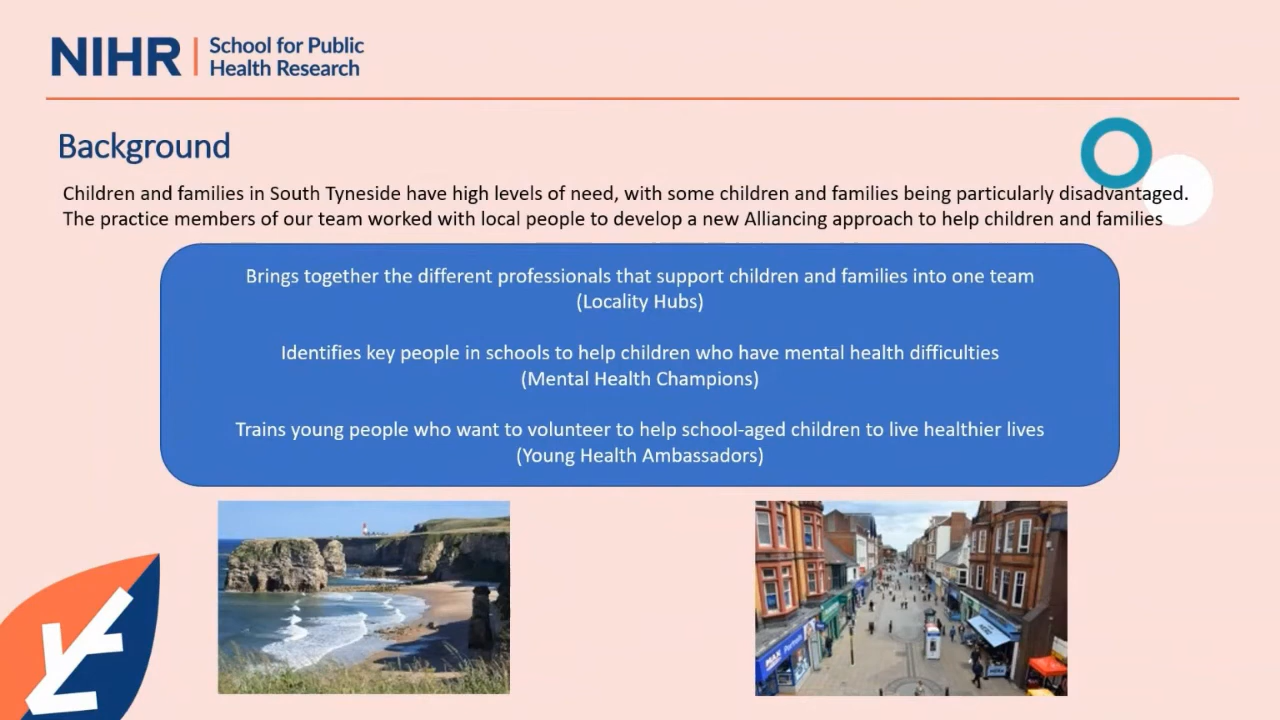 NIHR | School for Public
Health Research
Background
Children and families in South Tyneside have high levels of need, with some children and families being particularly disadvantaged.
The practice members of our team worked with local people to develop a new Alliancing approach to help children and families
Brings together the different professionals that support children and families into one team
(Locality Hubs)
Identifies key people in schools to help children who have mental health difficulties
(Mental Health Champions)
Trains young people who want to volunteer to help school-aged children to live healthier lives
(Young Health Ambassadors)